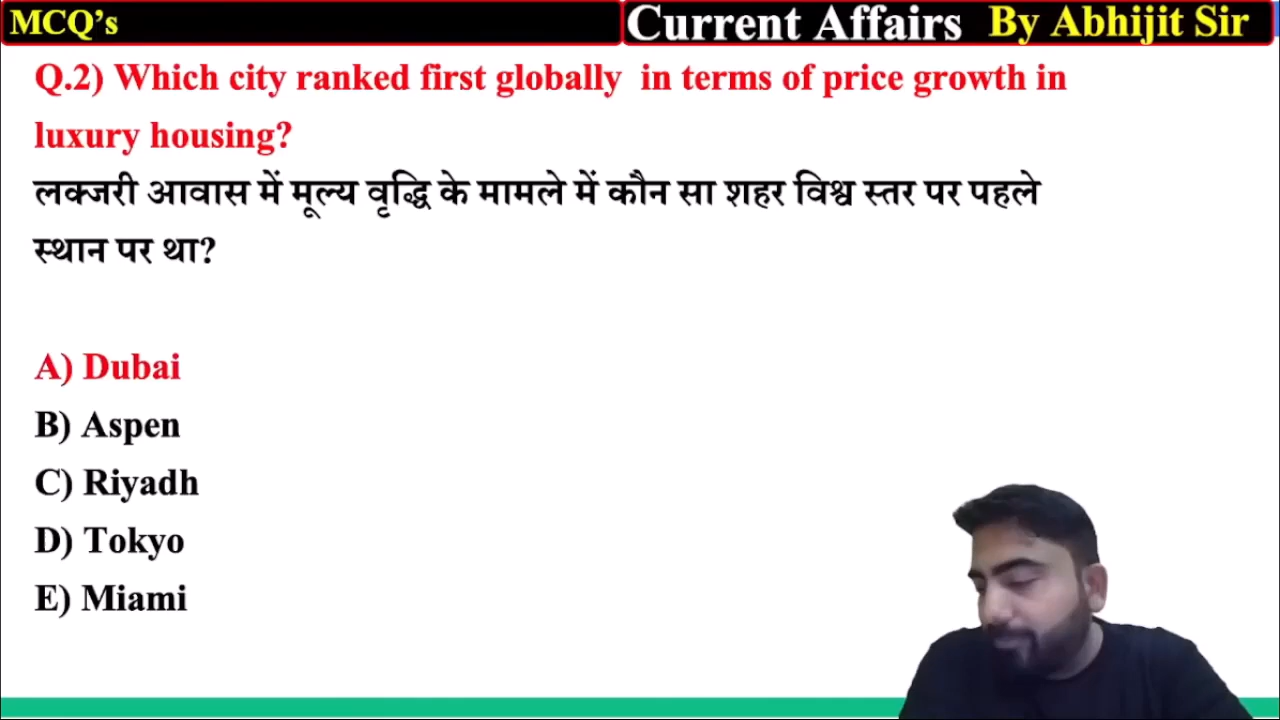 MCQ’s
Current Affairs By Abhijit Sir
Q.2) Which city ranked first globally in terms of price growth in
luxury housing?
लक्जरी आवास में मूल्य वृद्धि के मामले में कौन सा शहर विश्व स्तर पर पहले
स्थान पर था?
A) Dubai
B) Aspen
C) Riyadh
D) Tokyo
E) Miami